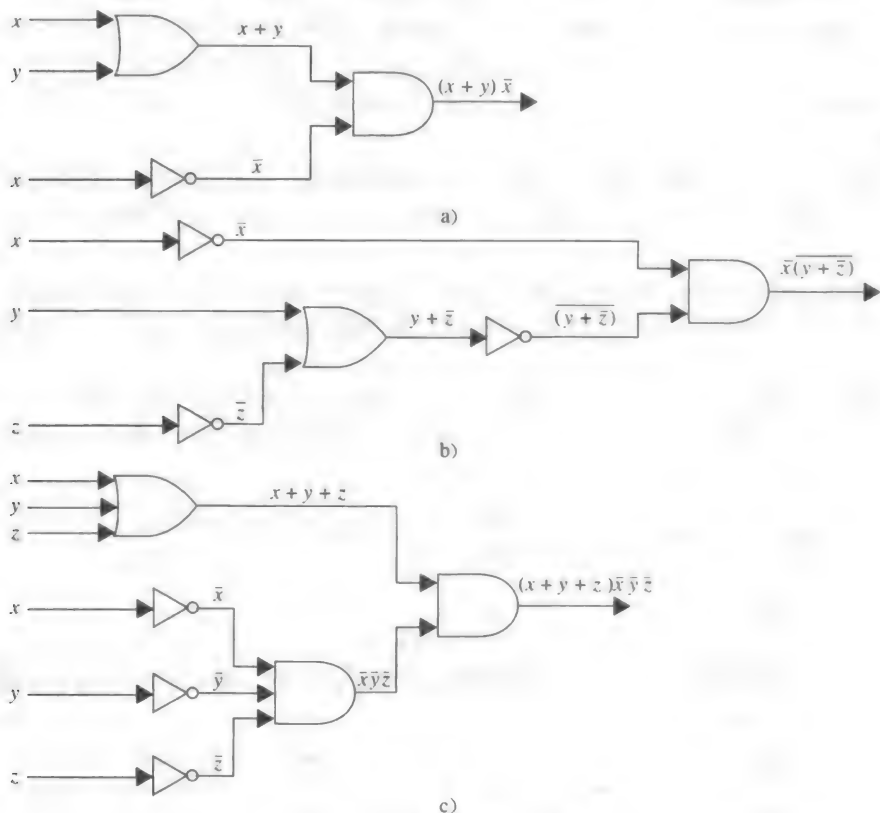 x
x + y
y
(x + y) x̄
x
x̄
a)
x
x̄
x̄(y + z̄)̅
y
y + z̄
(y + z̄)̅
z
z̄
b)
x
y
z
x + y + z
(x + y + z)x̄ ȳ z̄
x
x̄
y
ȳ
x̄ȳz̄
z
z̄
c)